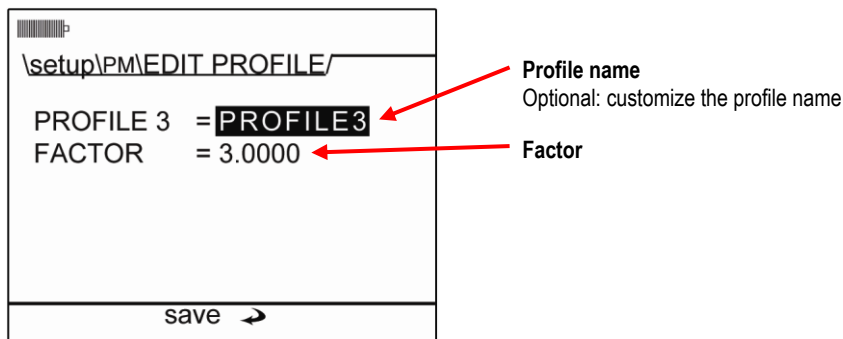 \setup\PM\EDIT PROFILE/
PROFILE 3 = PROFILE3
FACTOR = 3.0000
save
Profile name
Optional: customize the profile name
Factor